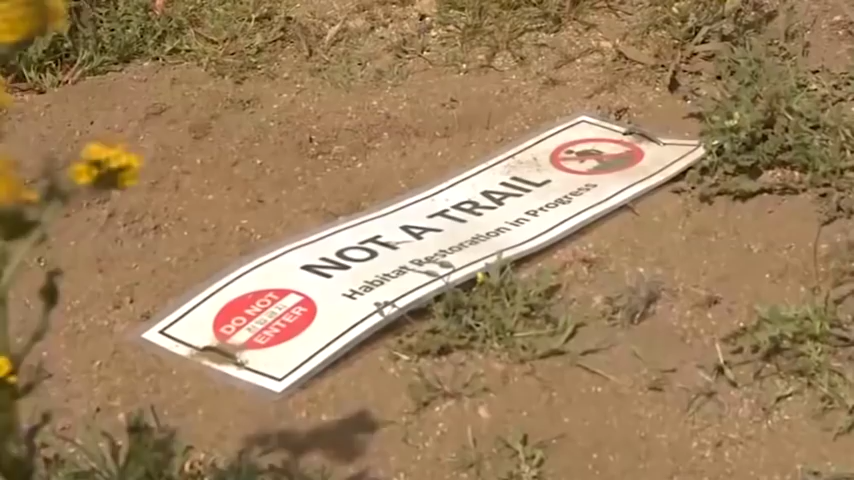 NOT A TRAIL
Habitat Restoration in Progress
DO NOT
ENTER